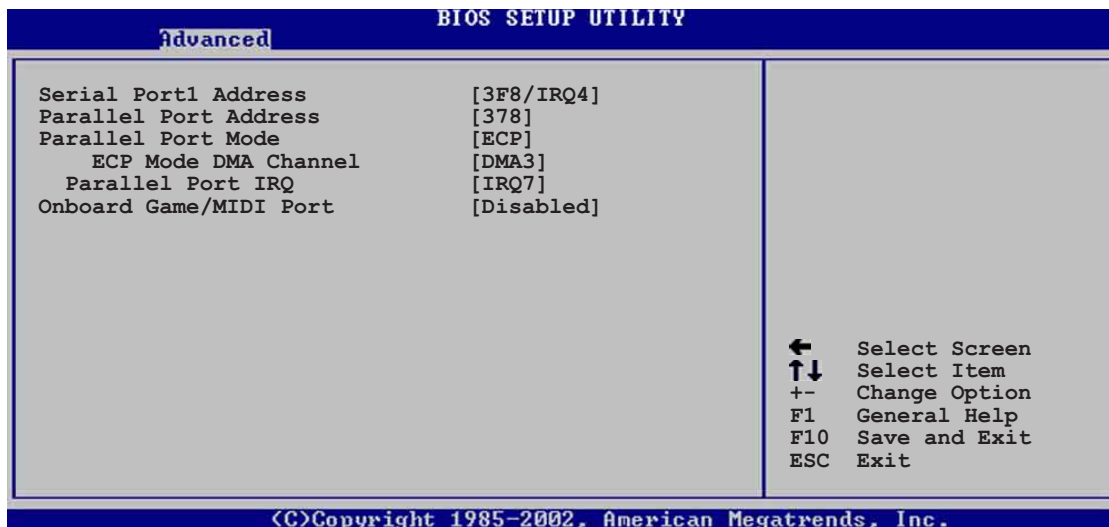 BIOS SETUP UTILITY
Advanced
Serial Port1 Address [3F8/IRQ4]
Parallel Port Address [378]
Parallel Port Mode [ECP]
ECP Mode DMA Channel [DMA3]
Parallel Port IRQ [IRQ7]
Onboard Game/MIDI Port [Disabled]
← Select Screen
↑↓ Select Item
+- Change Option
F1 General Help
F10 Save and Exit
ESC Exit
(C)Copyright 1985-2002, American Megatrends, Inc.